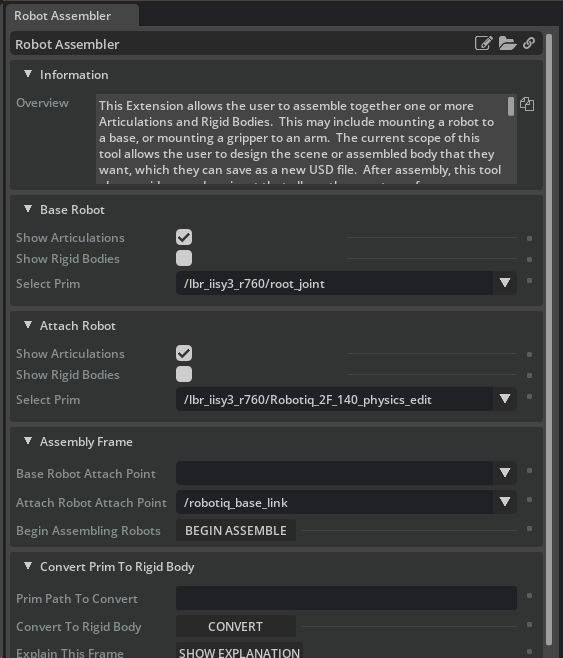 Robot Assembler
Robot Assembler
Information
Overview
This Extension allows the user to assemble together one or more
Articulations and Rigid Bodies. This may include mounting a robot to
a base, or mounting a gripper to an arm. The current scope of this
tool allows the user to design the scene or assembled body that they
want, which they can save as a new USD file. After assembly, this tool
Base Robot
Show Articulations
Show Rigid Bodies
Select Prim /lbr_iisy3_r760/root_joint
Attach Robot
Show Articulations
Show Rigid Bodies
Select Prim /lbr_iisy3_r760/Robotiq_2F_140_physics_edit
Assembly Frame
Base Robot Attach Point
Attach Robot Attach Point /robotiq_base_link
Begin Assembling Robots BEGIN ASSEMBLE
Convert Prim To Rigid Body
Prim Path To Convert
Convert To Rigid Body CONVERT
Explain This Frame SHOW EXPLANATION